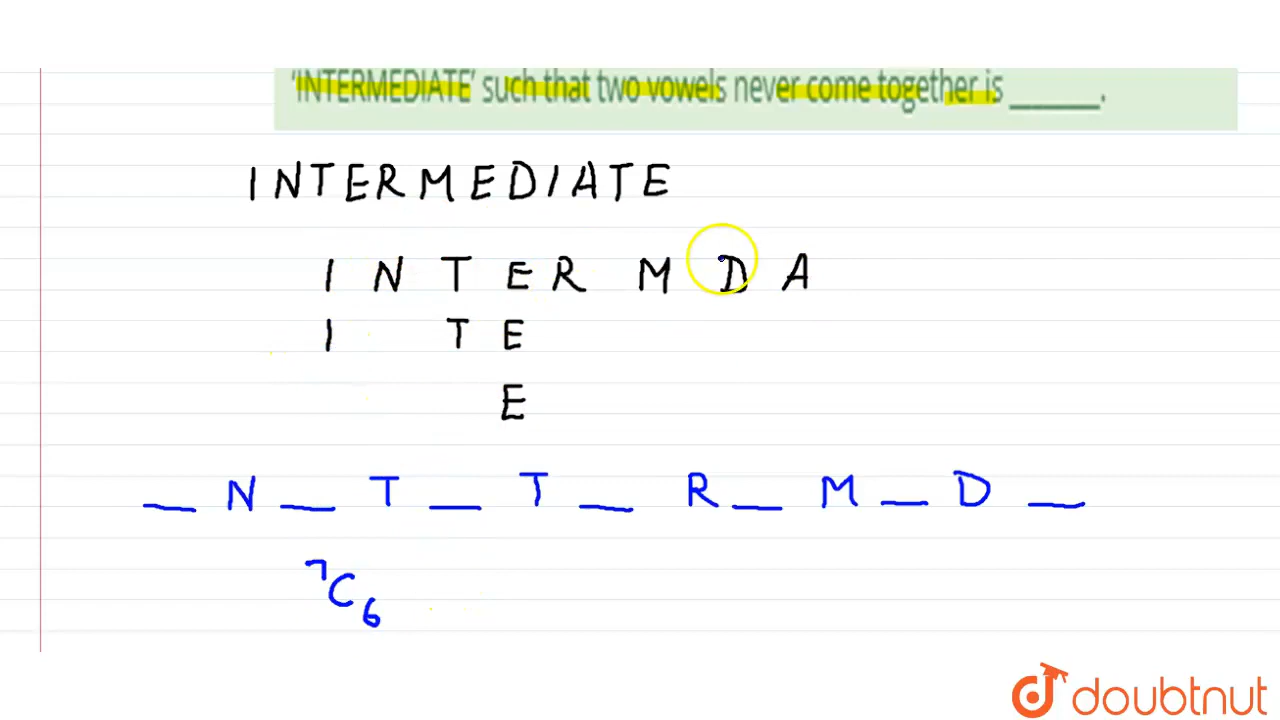 ‘INTERMEDIATE’ such that two vowels never come together is ______.
INTERMEDIATE
I N T E R M D A
I T E
E
_ N _ T _ T _ R _ M _ D _
⁷C₆
doubtnut